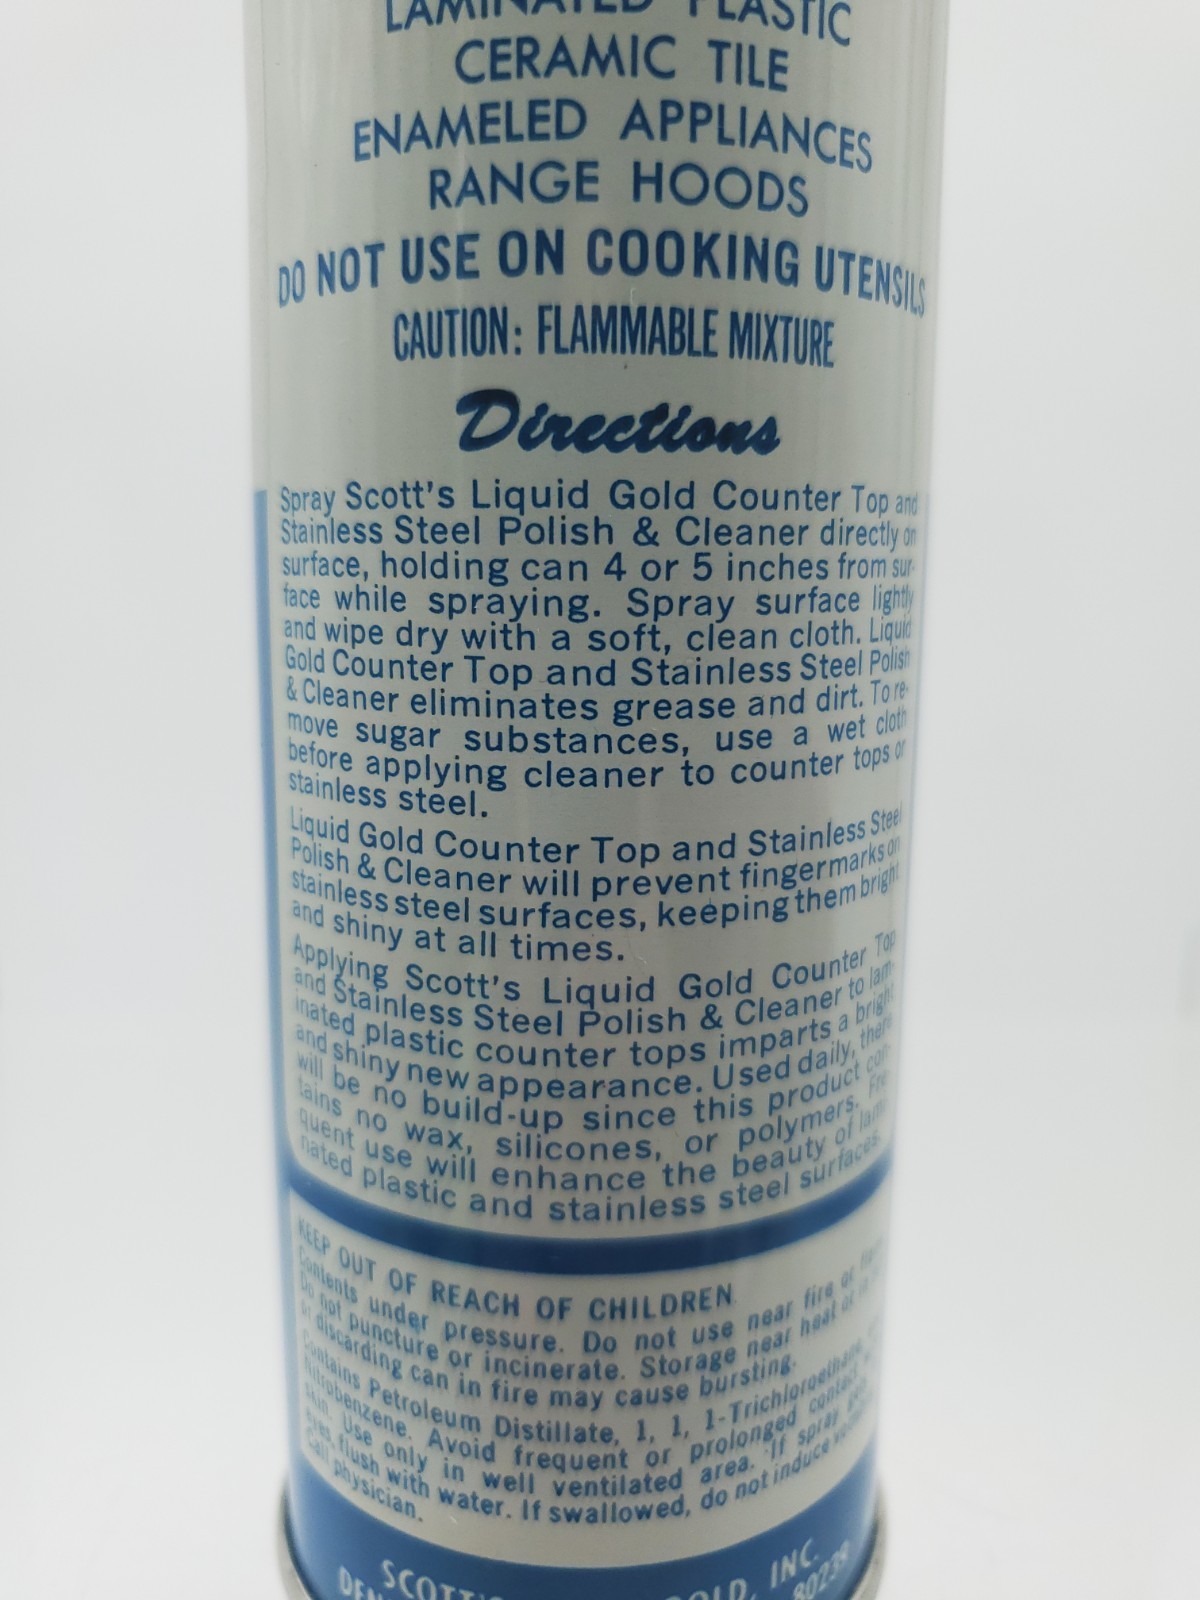 LAMINATED PLASTIC
CERAMIC TILE
ENAMELED APPLIANCES
RANGE HOODS
DO NOT USE ON COOKING UTENSILS
CAUTION: FLAMMABLE MIXTURE
Directions
Spray Scott's Liquid Gold Counter Top and
Stainless Steel Polish & Cleaner directly on
surface, holding can 4 or 5 inches from sur-
face while spraying. Spray surface lightly
and wipe dry with a soft, clean cloth. Liquid
Gold Counter Top and Stainless Steel Polish
& Cleaner eliminates grease and dirt. To re-
move sugar substances, use a wet cloth
before applying cleaner to counter tops or
stainless steel.
Liquid Gold Counter Top and Stainless Steel
Polish & Cleaner will prevent fingermarks on
stainless steel surfaces, keeping them bright
and shiny at all times.
Applying Scott's Liquid Gold Counter Top
and Stainless Steel Polish & Cleaner to lam-
inated plastic counter tops imparts a bright
and shiny new appearance. Used daily, there
will be no build-up since this product con-
tains no wax, silicones, or polymers. Fre-
quent use will enhance the beauty of lami-
nated plastic and stainless steel surfaces.
KEEP OUT OF REACH OF CHILDREN
Contents under pressure. Do not use near fire or
Do not puncture or incinerate. Storage near heat or
or discarding can in fire may cause bursting.
Contains Petroleum Distillate, 1, 1, 1-Trichloroethane,
Nitrobenzene. Avoid frequent or prolonged contact
skin. Use only in well ventilated area. If spray
eyes, flush with water. If swallowed, do not induce
Call physician.
SCOTT'S GOLD, INC.
80239